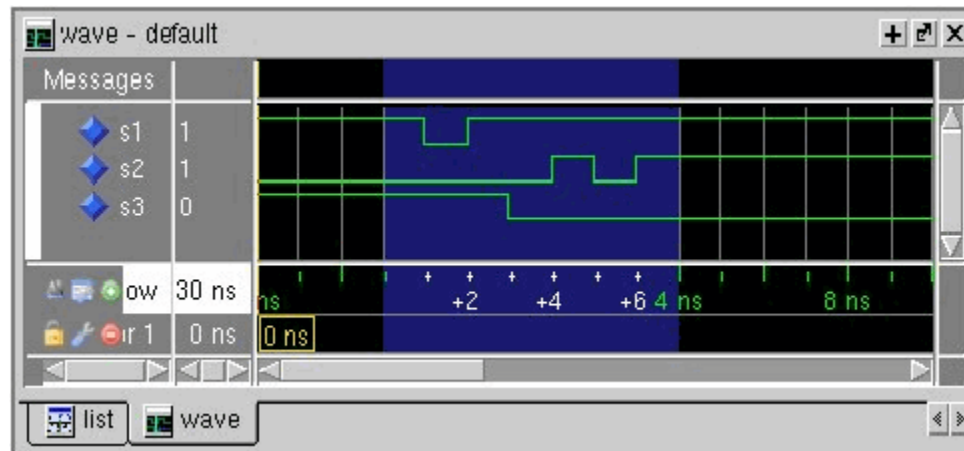 wave - default
Messages
s1 1
s2 1
s3 0
ow 30 ns
ns +2 +4 +6 4 ns 8 ns
r 1 0 ns 0 ns
list wave